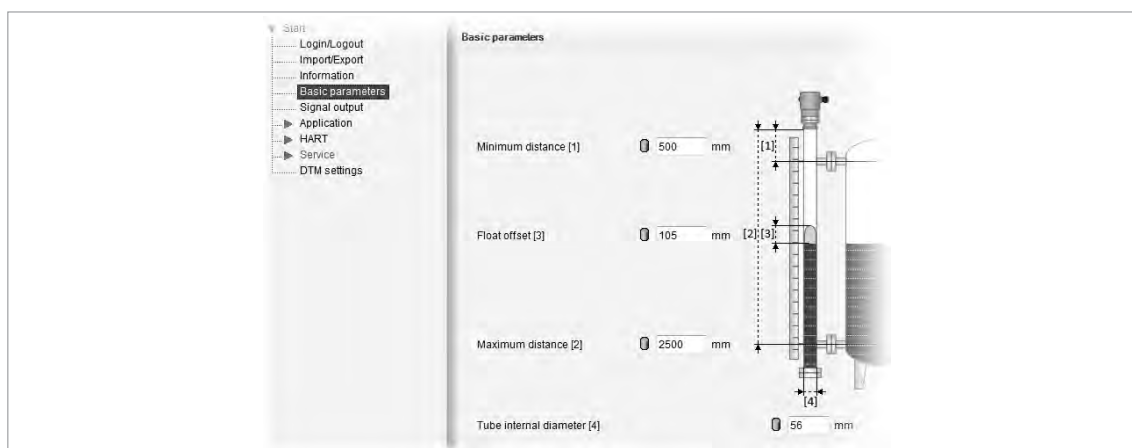 Start
Login/Logout
Import/Export
Information
Basic parameters
Signal output
Application
HART
Service
DTM settings
Basic parameters
Minimum distance [1]
500 mm
[1]
Float offset [3]
105 mm
[2] [3]
Maximum distance [2]
2500 mm
[4]
Tube internal diameter [4]
56 mm